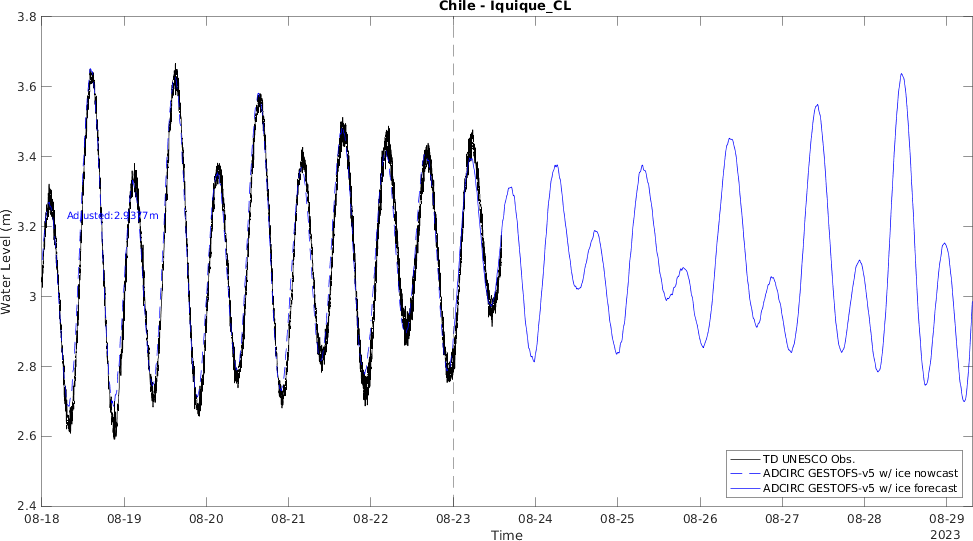 Chile - Iquique_CL
3.8
3.6
3.4
3.2
3
2.8
2.6
2.4
Water Level (m)
Adjusted:2.9377m
TD UNESCO Obs.
ADCIRC GESTOFS-v5 w/ ice nowcast
ADCIRC GESTOFS-v5 w/ ice forecast
08-18 08-19 08-20 08-21 08-22 08-23 08-24 08-25 08-26 08-27 08-28 08-29
Time
2023